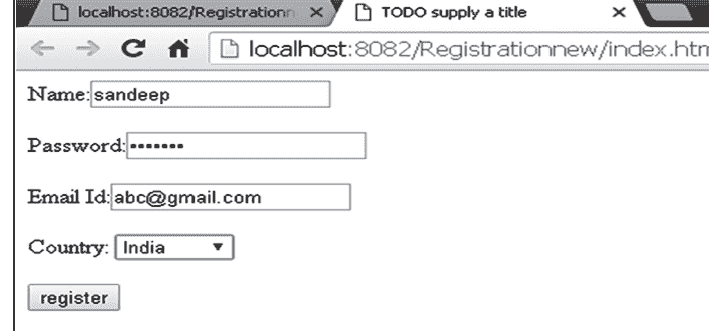 localhost:8082/Registrationn × TODO supply a title ×
localhost:8082/Registrationnew/index.htm
Name:sandeep
Password:•••••••
Email Id:abc@gmail.com
Country: India
register